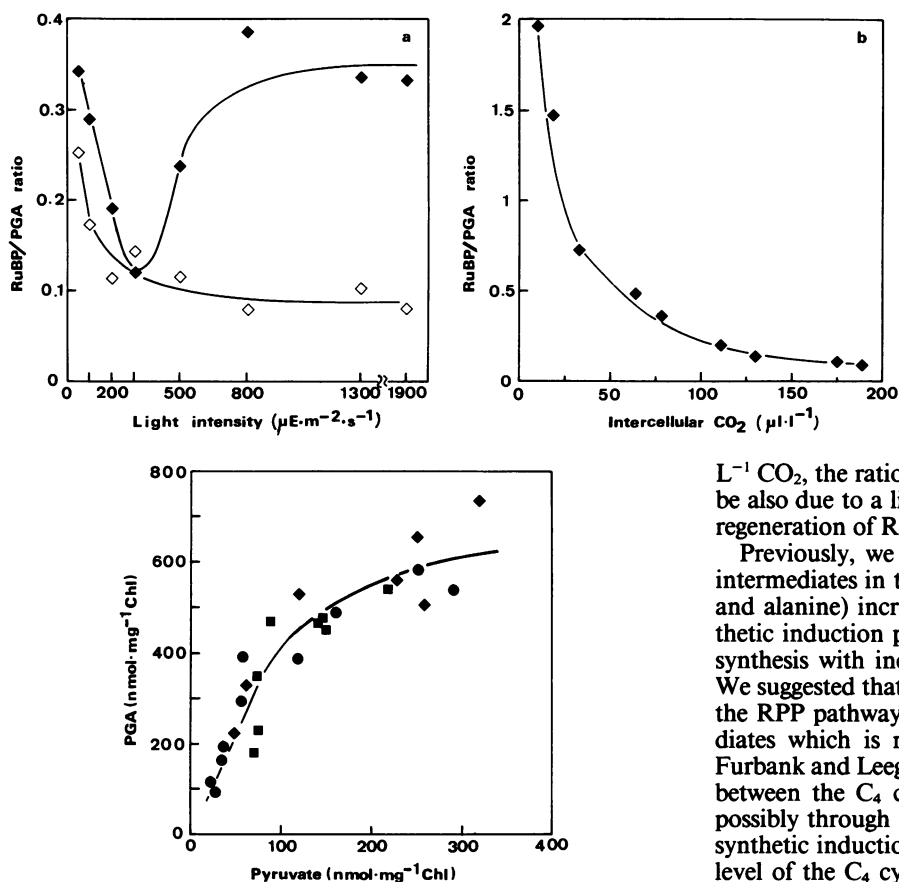 a
0.4
0.3
0.2
0.1
0
RuBP/PGA ratio
0 200 500 800 1300 1900
Light intensity (μE·m⁻²·s⁻¹)
b
2
1.5
1
0.5
0
RuBP/PGA ratio
0 50 100 150 200
Intercellular CO₂ (μl·l⁻¹)
800
600
400
200
0
PGA (nmol·mg⁻¹Chl)
0 100 200 300 400
Pyruvate (nmol·mg⁻¹Chl)
L⁻¹ CO₂, the ratio
be also due to a li
regeneration of R
Previously, we
intermediates in t
and alanine) incr
thetic induction p
synthesis with ind
We suggested that
the RPP pathway
diates which is r
Furbank and Leeg
between the C₄ c
possibly through
synthetic inductio
level of the C₄ cy